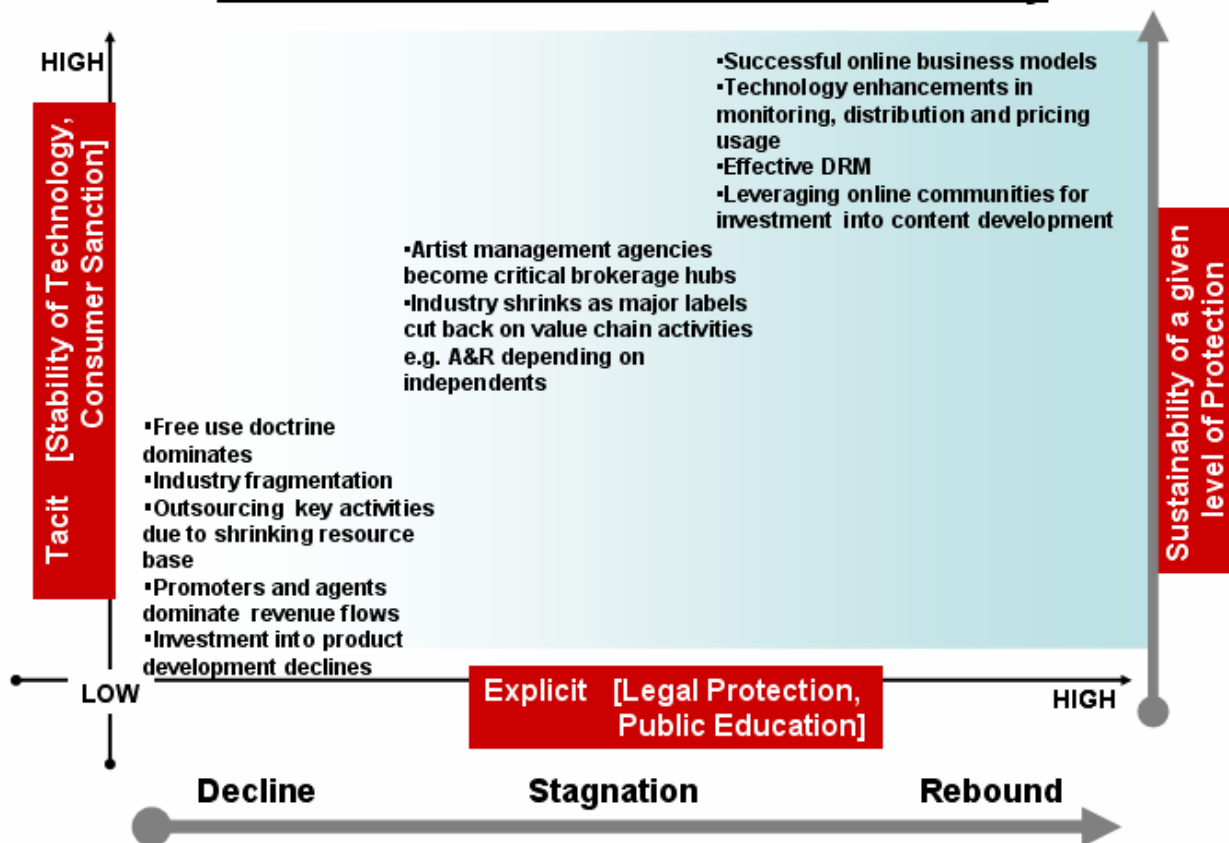 HIGH
▪Successful online business models
▪Technology enhancements in
monitoring, distribution and pricing
usage
▪Effective DRM
▪Leveraging online communities for
investment into content development
Tacit [Stability of Technology,
Consumer Sanction]
▪Artist management agencies
become critical brokerage hubs
▪Industry shrinks as major labels
cut back on value chain activities
e.g. A&R depending on
independents
Sustainability of a given
level of Protection
▪Free use doctrine
dominates
▪Industry fragmentation
▪Outsourcing key activities
due to shrinking resource
base
▪Promoters and agents
dominate revenue flows
▪Investment into product
development declines
LOW
Explicit [Legal Protection,
Public Education]
HIGH
Decline Stagnation Rebound